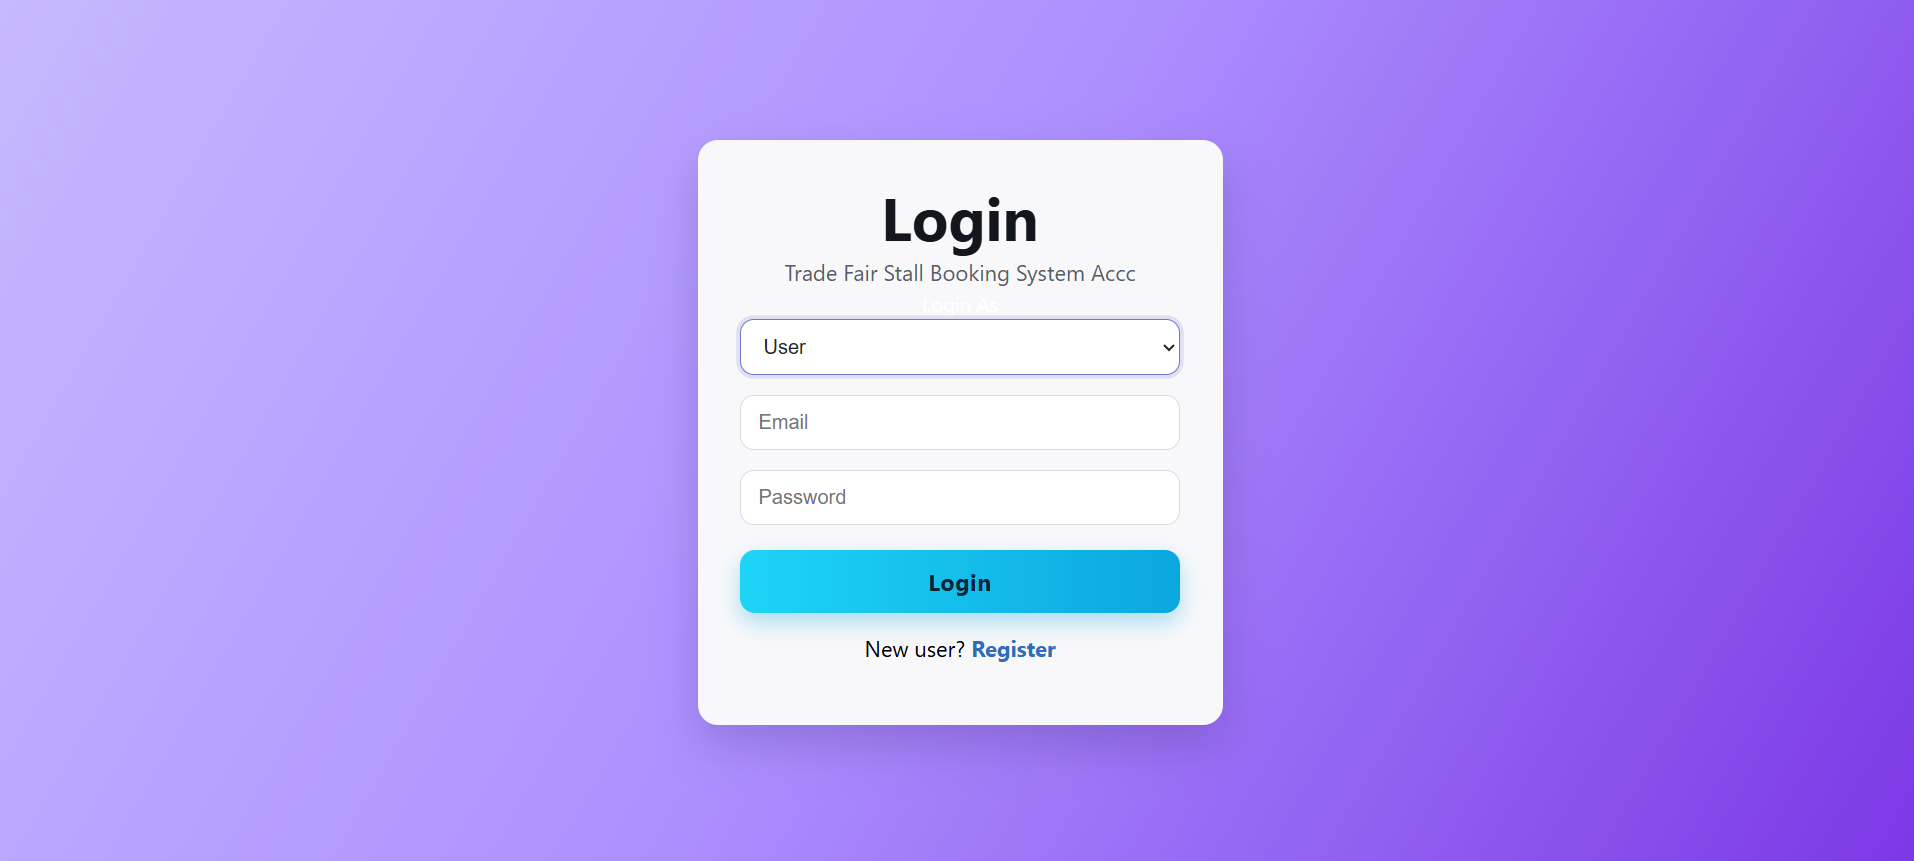 Login
Trade Fair Stall Booking System Accc
Login As
User
Email
Password
Login
New user? Register